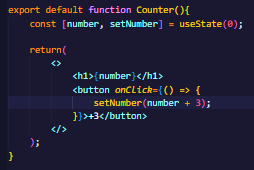 export default function Counter(){
    const [number, setNumber] = useState(0);

    return(
        <>
            <h1>{number}</h1>
            <button onClick={() => {
                setNumber(number + 3);
            }}>+3</button>
        </>
    );
}